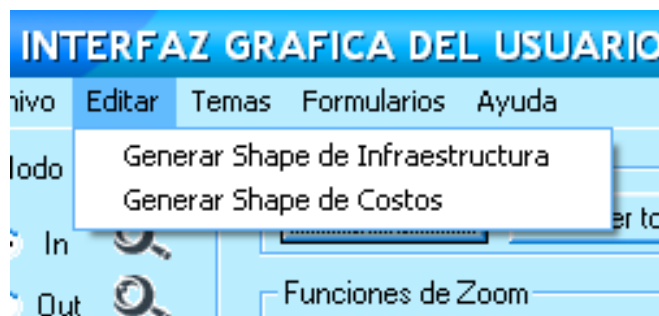 INTERFAZ GRAFICA DEL USUARIO
Editar Temas Formularios Ayuda
Generar Shape de Infraestructura
Generar Shape de Costos
In
Out
Funciones de Zoom